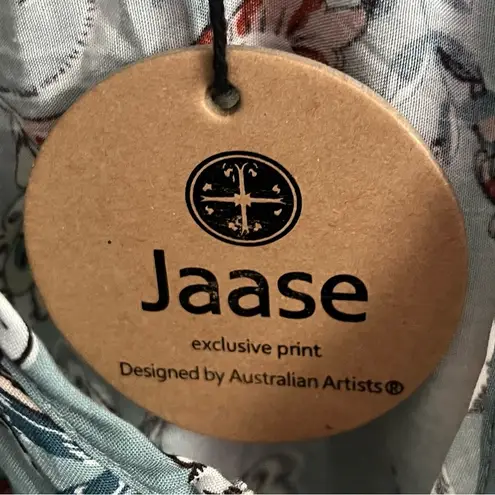 Jaase
exclusive print
Designed by Australian Artists®